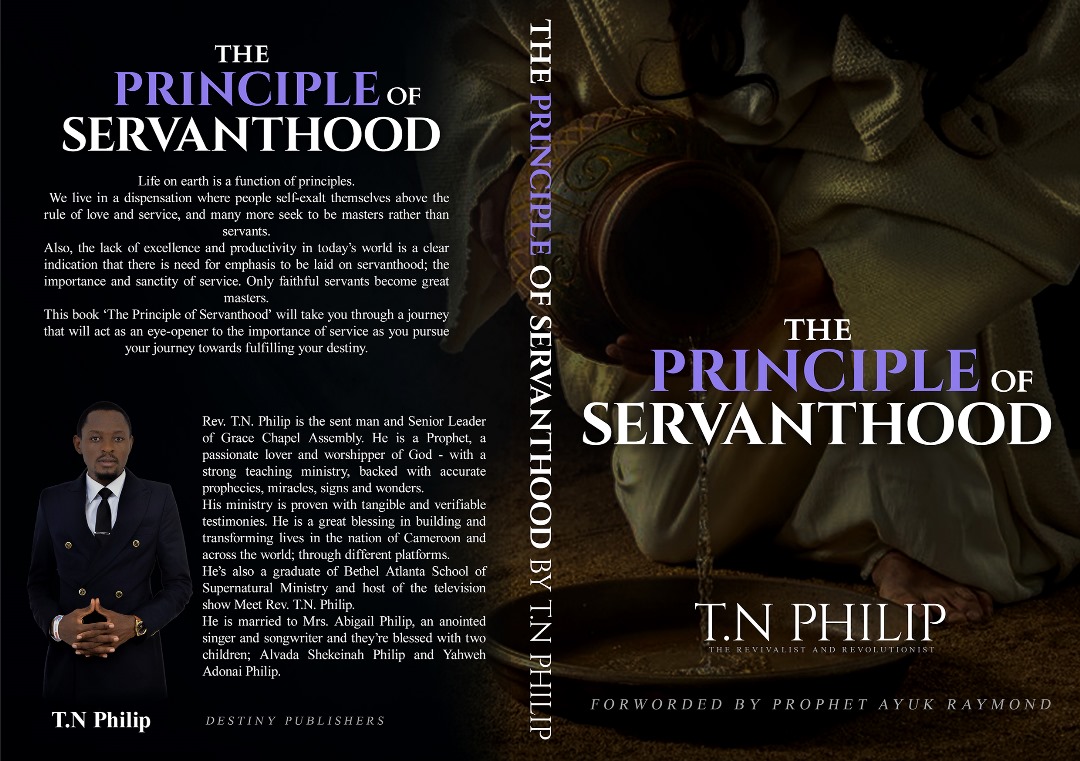 THE
PRINCIPLE OF
SERVANTHOOD
Life on earth is a function of principles.
We live in a dispensation where people self-exalt themselves above the
rule of love and service, and many more seek to be masters rather than
servants.
Also, the lack of excellence and productivity in today's world is a clear
indication that there is need for emphasis to be laid on servanthood; the
importance and sanctity of service. Only faithful servants become great
masters.
This book ‘The Principle of Servanthood’ will take you through a journey
that will act as an eye-opener to the importance of service as you pursue
your journey towards fulfilling your destiny.
Rev. T.N. Philip is the sent man and Senior Leader
of Grace Chapel Assembly. He is a Prophet, a
passionate lover and worshipper of God - with a
strong teaching ministry, backed with accurate
prophecies, miracles, signs and wonders.
His ministry is proven with tangible and verifiable
testimonies. He is a great blessing in building and
transforming lives in the nation of Cameroon and
across the world; through different platforms.
He's also a graduate of Bethel Atlanta School of
Supernatural Ministry and host of the television
show Meet Rev. T.N. Philip.
He is married to Mrs. Abigail Philip, an anointed
singer and songwriter and they're blessed with two
children; Alvada Shekeinah Philip and Yahweh
Adonai Philip.
T.N Philip
DESTINY PUBLISHERS
THE PRINCIPLE OF SERVANTHOOD BY T.N PHILIP
THE
PRINCIPLE OF
SERVANTHOOD
T.N PHILIP
THE REVIVALIST AND REVOLUTIONIST
FORWORDED BY PROPHET AYUK RAYMOND